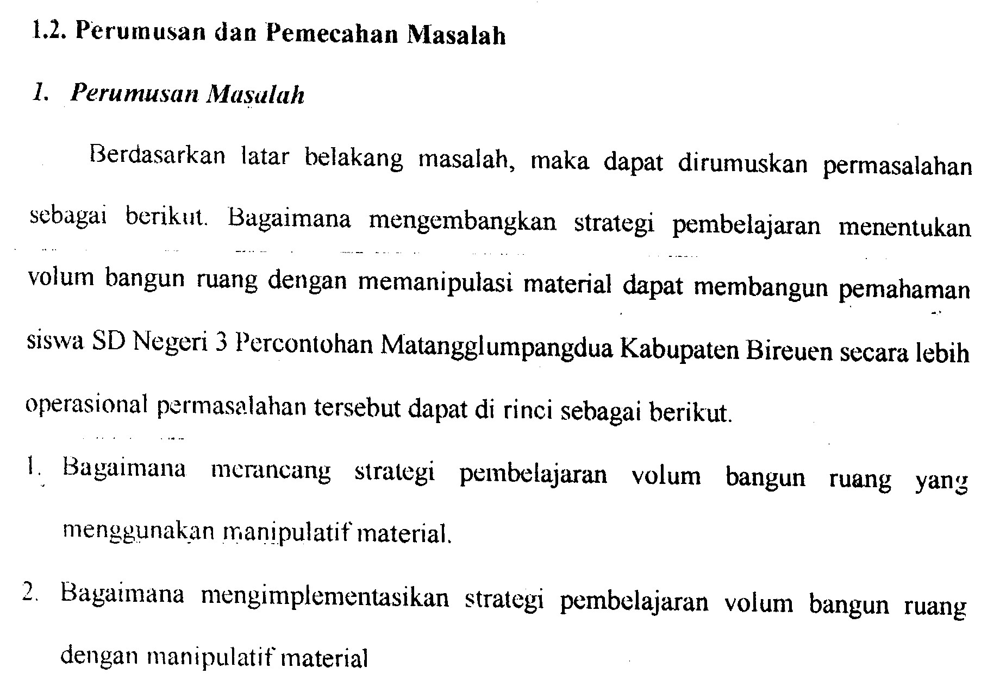 1.2. Perumusan dan Pemecahan Masalah
1. Perumusan Masalah
Berdasarkan latar belakang masalah, maka dapat dirumuskan permasalahan
sebagai berikut. Bagaimana mengembangkan strategi pembelajaran menentukan
volum bangun ruang dengan memanipulasi material dapat membangun pemahaman
siswa SD Negeri 3 Percontohan Matangglumpangdua Kabupaten Bireuen secara lebih
operasional permasalahan tersebut dapat di rinci sebagai berikut.
1. Bagaimana merancang strategi pembelajaran volum bangun ruang yang
menggunakan manipulatif material.
2. Bagaimana mengimplementasikan strategi pembelajaran volum bangun ruang
dengan manipulatif material